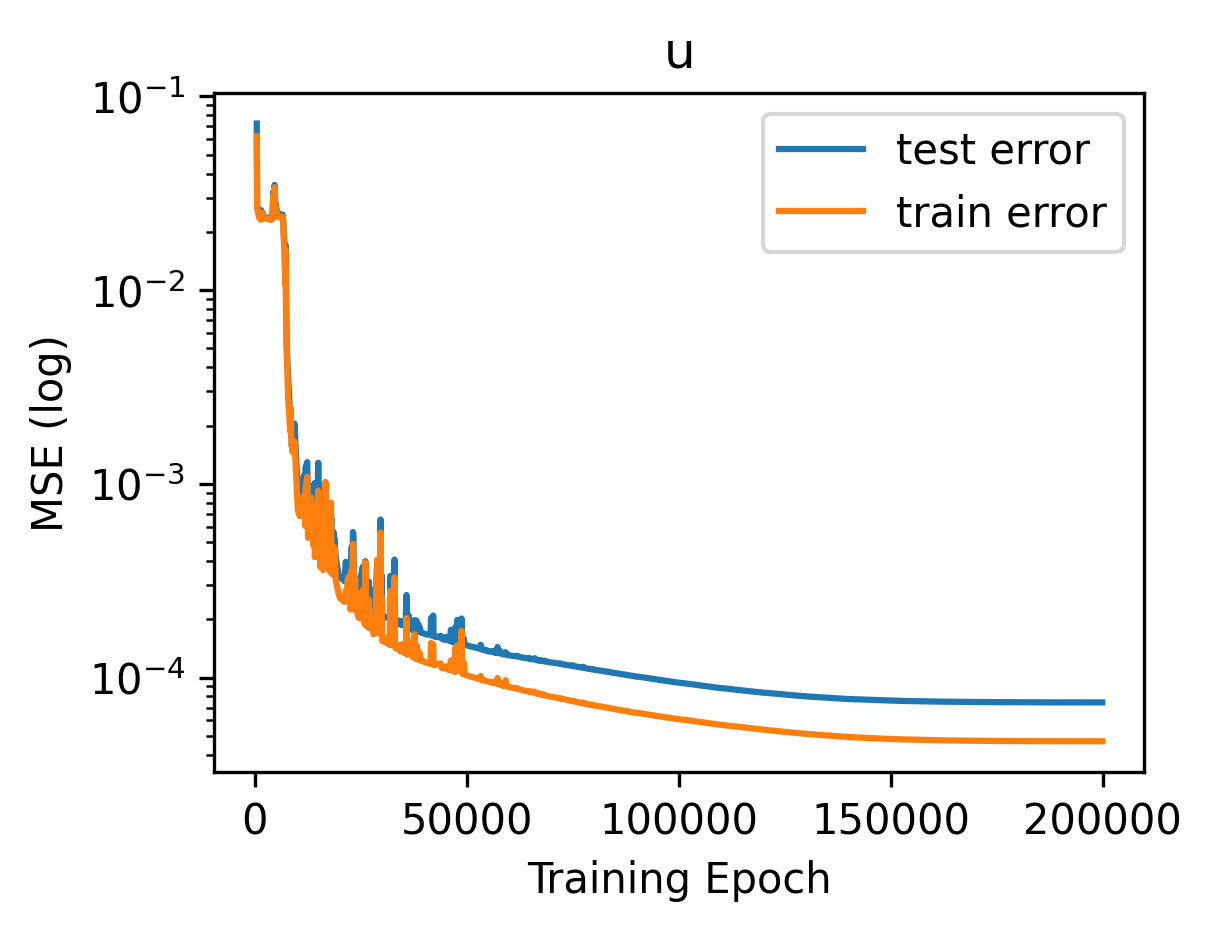 u
10⁻¹
10⁻²
10⁻³
10⁻⁴
MSE (log)
test error
train error
0
50000
100000
150000
200000
Training Epoch